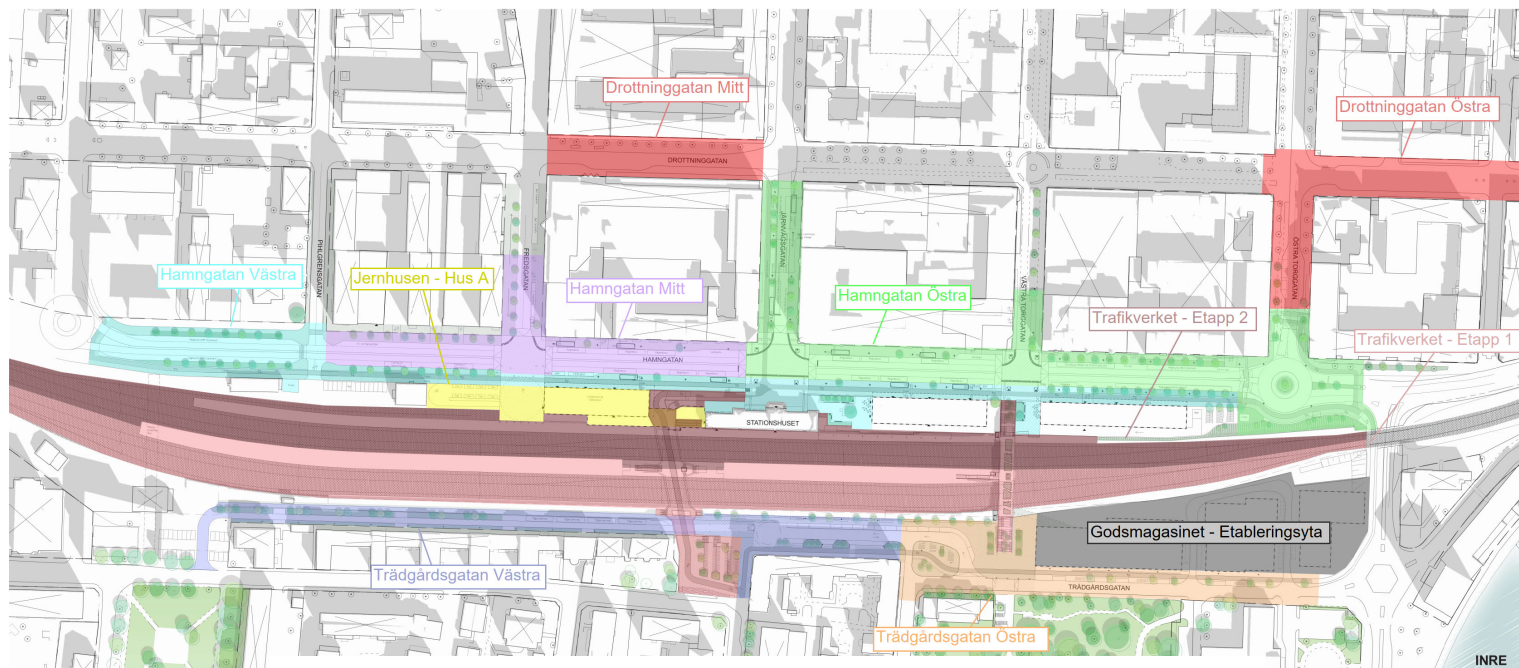 Drottninggatan Mitt
Drottninggatan Östra
DROTTNINGGATAN
JÄRNVÄGSGATAN
PIHLGRENSGATAN
FREDSGATAN
VÄSTRA TORGGATAN
ÖSTRA TORGGATAN
Hamngatan Västra
Jernhusen - Hus A
Hamngatan Mitt
Hamngatan Östra
Trafikverket - Etapp 2
Trafikverket - Etapp 1
HAMNGATAN
STATIONSHUSET
Godsmagasinet - Etableringsyta
Trädgårdsgatan Västra
TRÄDGÅRDSGATAN
Trädgårdsgatan Östra
INRE